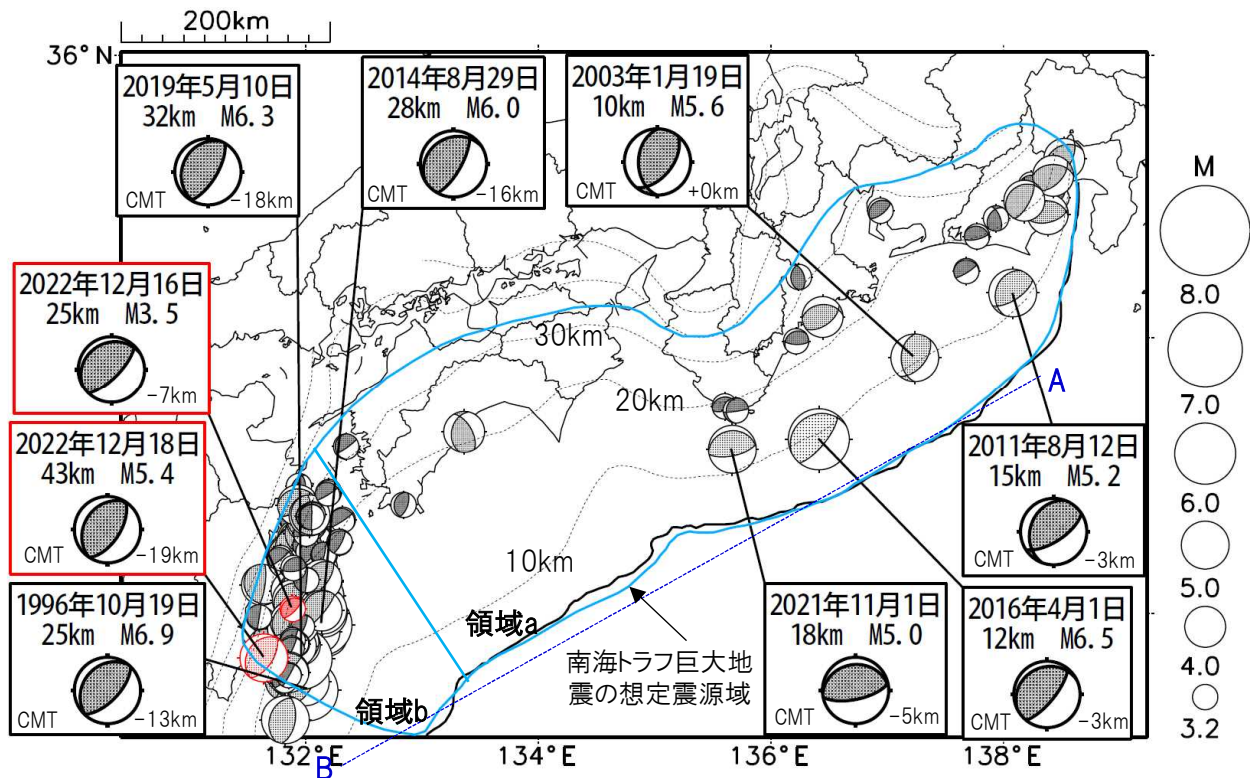 200km
36°N
2019年5月10日
32km M6.3
CMT
-18km
2014年8月29日
28km M6.0
CMT
-16km
2003年1月19日
10km M5.6
CMT
+0km
2022年12月16日
25km M3.5
-7km
2022年12月18日
43km M5.4
CMT
-19km
1996年10月19日
25km M6.9
CMT
-13km
30km
20km
10km
A
領域a
領域b
B
南海トラフ巨大地
震の想定震源域
2011年8月12日
15km M5.2
CMT
-3km
2021年11月1日
18km M5.0
CMT
-5km
2016年4月1日
12km M6.5
CMT
-3km
132°E
134°E
136°E
138°E
M
8.0
7.0
6.0
5.0
4.0
3.2